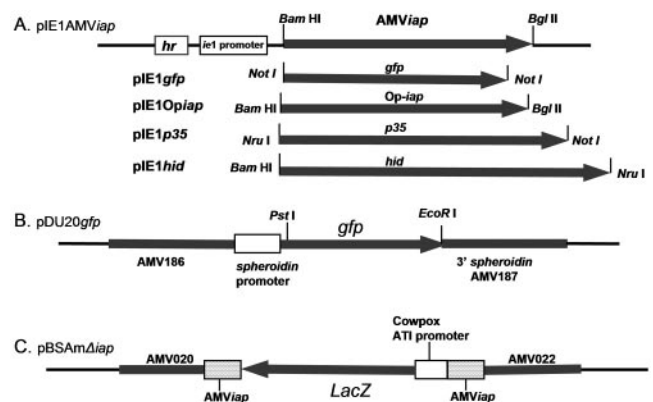 A. pIE1AMViap
Bam HI
AMViap
Bgl II
hr
ie1 promoter
pIE1gfp
Not I
gfp
Not I
pIE1Opiap
Bam HI
Op-iap
Bgl II
pIE1p35
Nru I
p35
Not I
pIE1hid
Bam HI
hid
Nru I
B. pDU20gfp
Pst I
gfp
EcoR I
AMV186
spheroidin
promoter
3' spheroidin
AMV187
C. pBSAmΔiap
Cowpox
ATI promoter
AMV020
AMV022
AMViap
LacZ
AMViap